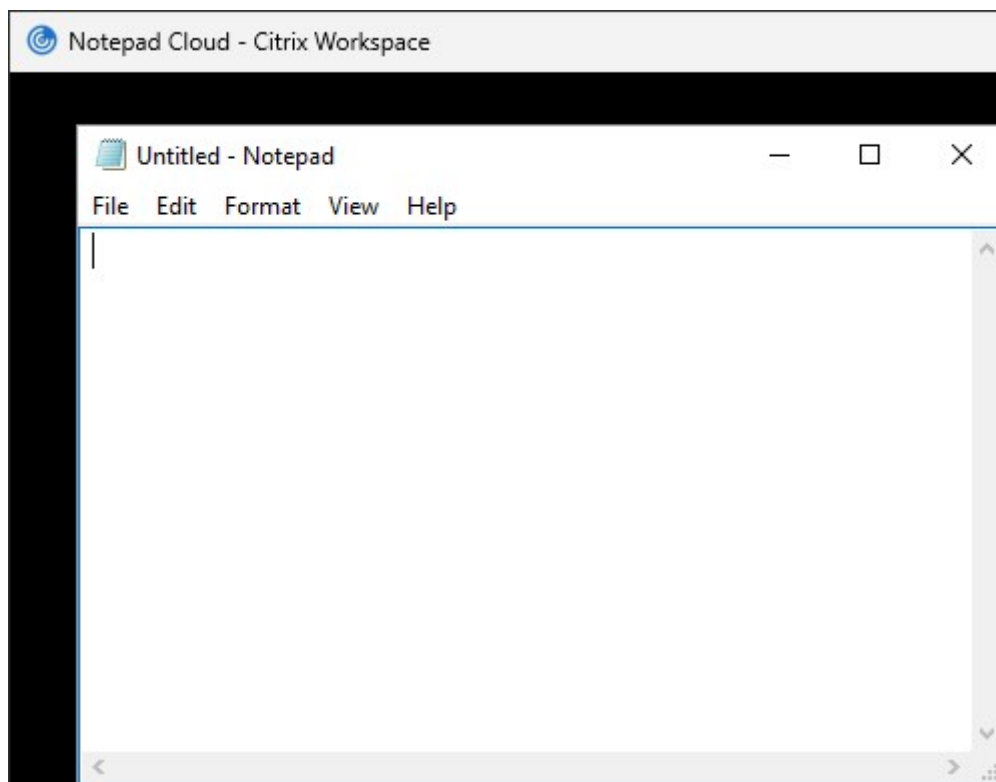 Notepad Cloud - Citrix Workspace
Untitled - Notepad
File Edit Format View Help